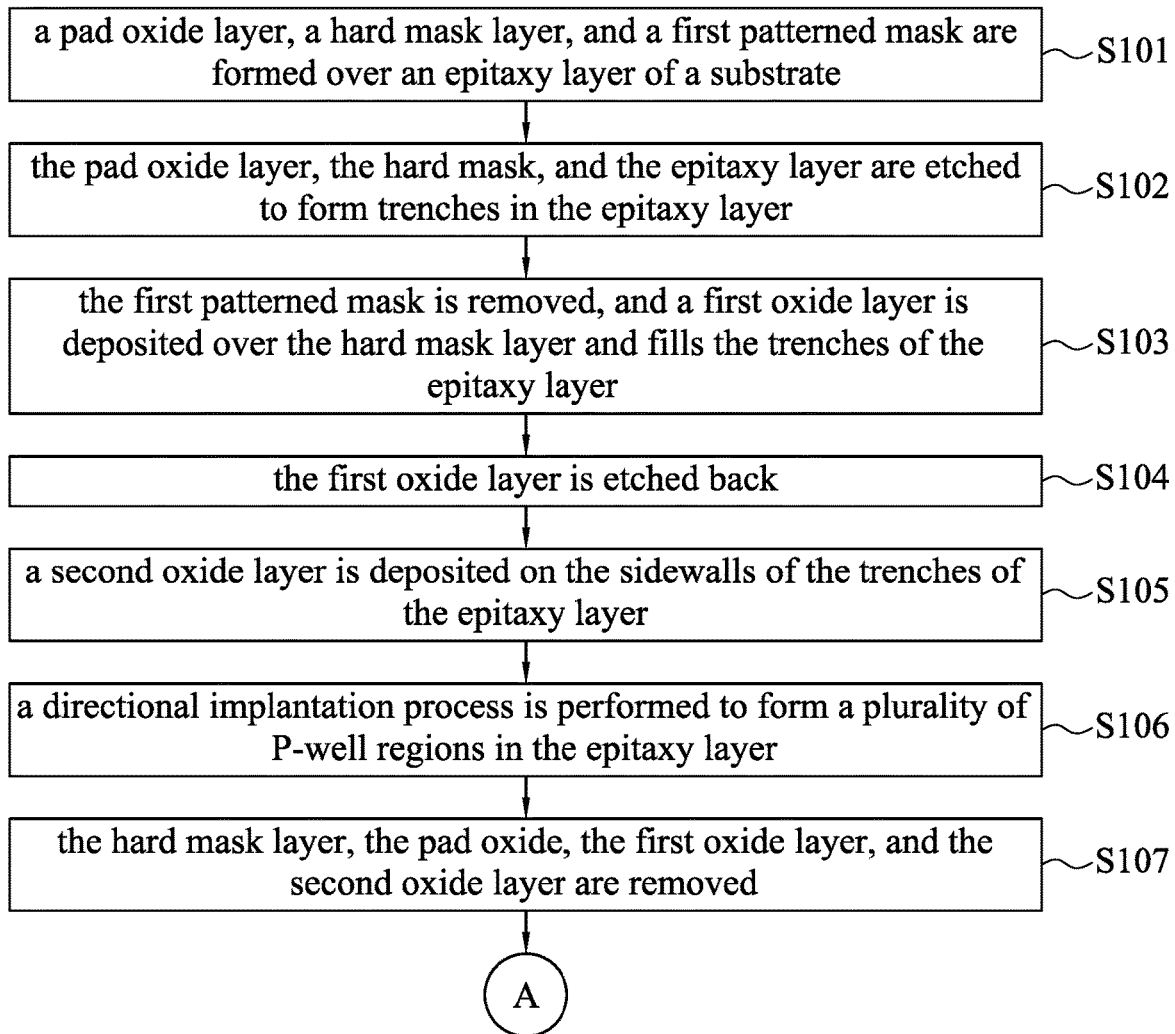 a pad oxide layer, a hard mask layer, and a first patterned mask are
formed over an epitaxy layer of a substrate
S101
the pad oxide layer, the hard mask, and the epitaxy layer are etched
to form trenches in the epitaxy layer
S102
the first patterned mask is removed, and a first oxide layer is
deposited over the hard mask layer and fills the trenches of the
epitaxy layer
S103
the first oxide layer is etched back
S104
a second oxide layer is deposited on the sidewalls of the trenches of
the epitaxy layer
S105
a directional implantation process is performed to form a plurality of
P-well regions in the epitaxy layer
S106
the hard mask layer, the pad oxide, the first oxide layer, and the
second oxide layer are removed
S107
A